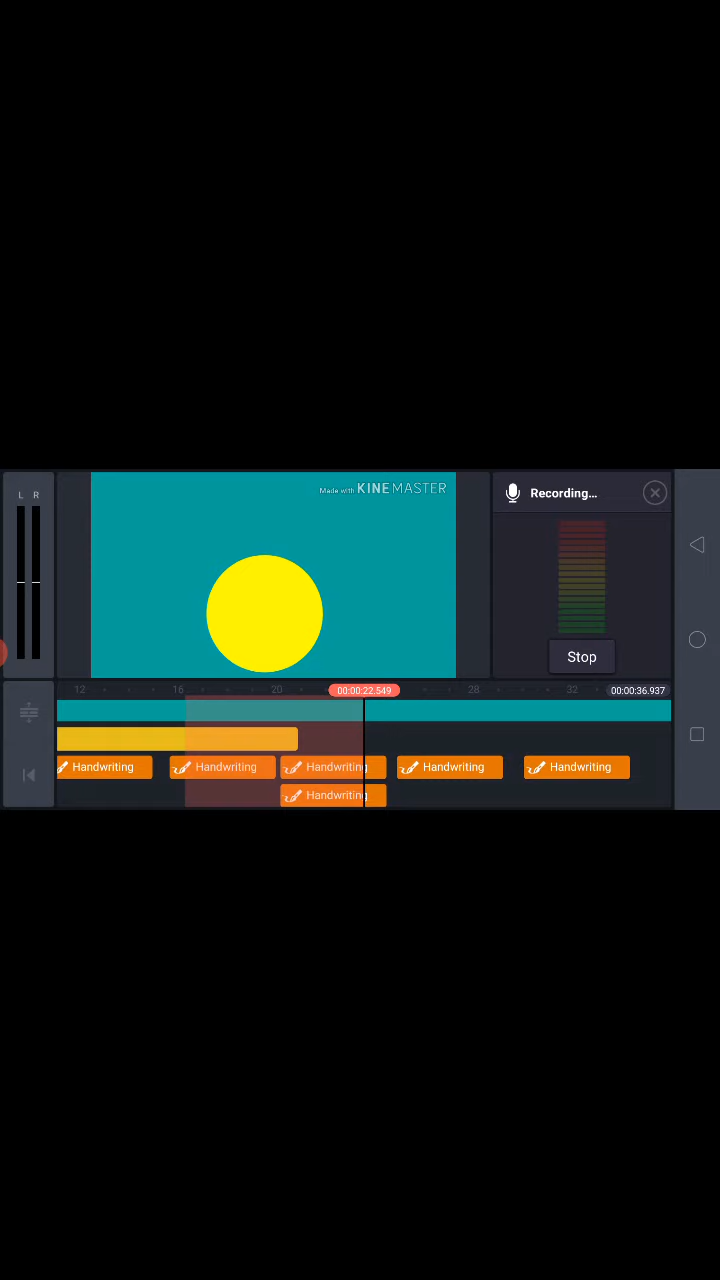 L R
Made with KINEMASTER
Recording...
Stop
12 16 20 00:00:22.549 28 32 00:00:36.937
Handwriting Handwriting Handwriting Handwriting Handwriting
Handwriting